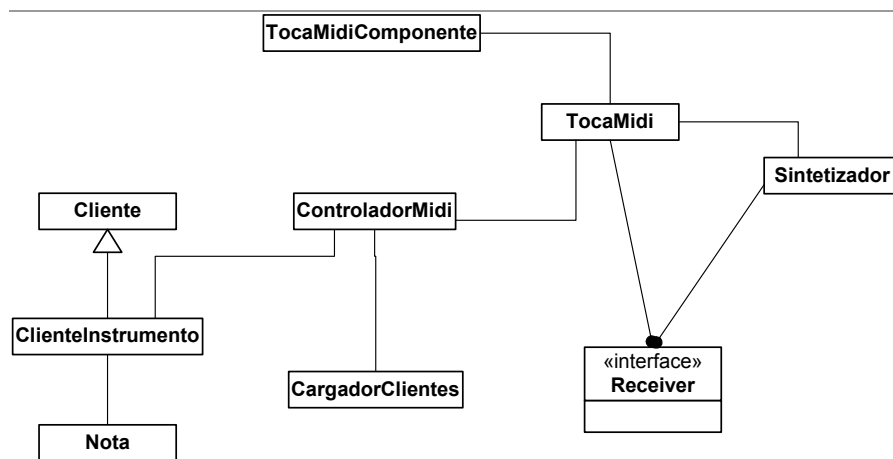 TocaMidiComponente
TocaMidi
Sintetizador
Cliente
ControladorMidi
ClienteInstrumento
CargadorClientes
«interface»
Receiver
Nota